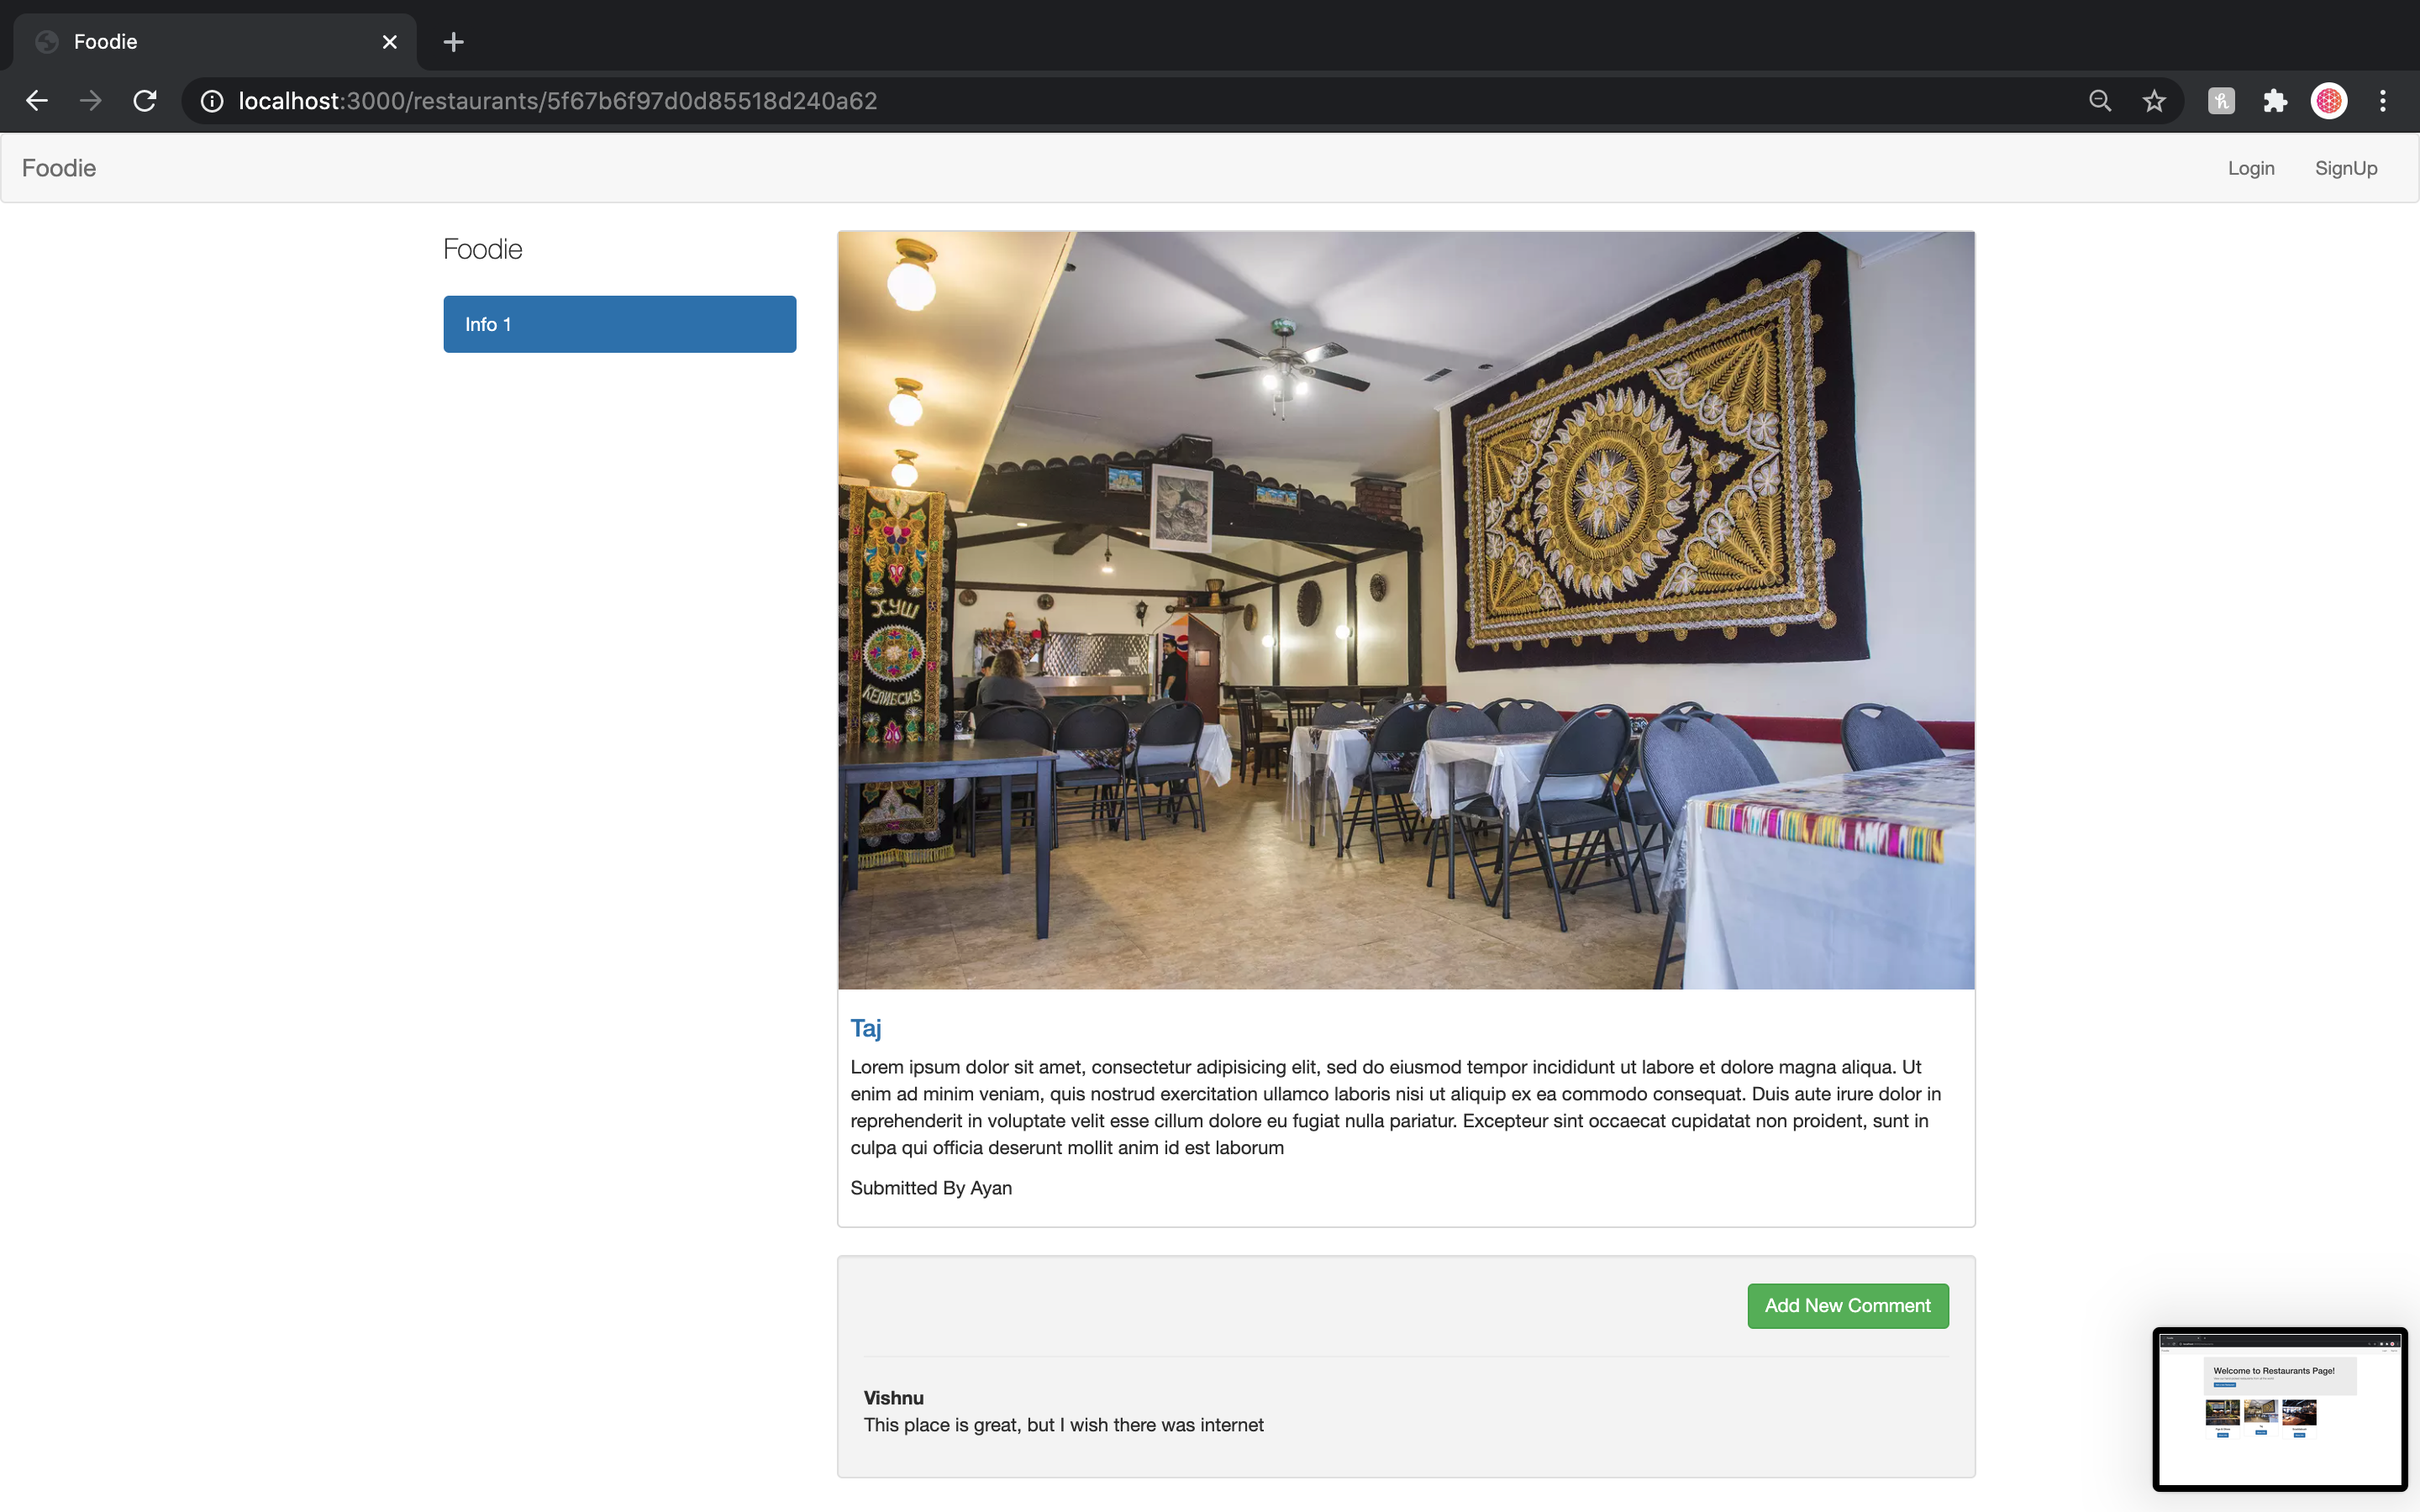 Foodie
localhost:3000/restaurants/5f67b6f97d0d85518d240a62
Foodie
Login
SignUp
Foodie
Info 1
ХУШ
КЕЛИБСИЗ
Taj
Lorem ipsum dolor sit amet, consectetur adipisicing elit, sed do eiusmod tempor incididunt ut labore et dolore magna aliqua. Ut
enim ad minim veniam, quis nostrud exercitation ullamco laboris nisi ut aliquip ex ea commodo consequat. Duis aute irure dolor in
reprehenderit in voluptate velit esse cillum dolore eu fugiat nulla pariatur. Excepteur sint occaecat cupidatat non proident, sunt in
culpa qui officia deserunt mollit anim id est laborum
Submitted By Ayan
Add New Comment
Vishnu
This place is great, but I wish there was internet
Welcome to Restaurants Page!